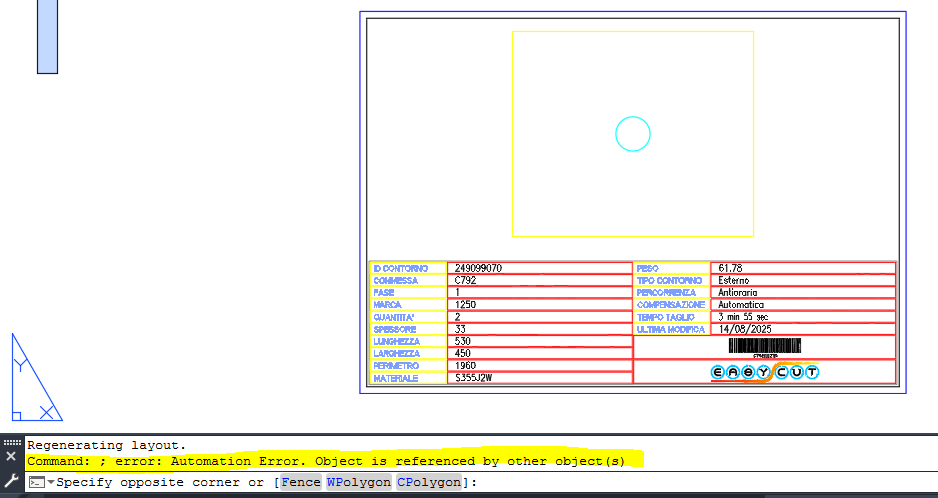 ID CONTORNO 249099070 PESO 61,78
COMMESSA C792 TIPO CONTORNO Esterno
FASE 1 PERCORRENZA Antioraria
MARCA 1250 COMPENSAZIONE Automatica
QUANTITA' 2 TEMPO TAGLIO 3 min 55 sec
SPESSORE 33 ULTIMA MODIFICA 14/08/2025
LUNGHEZZA 530
LARGHEZZA 450
PERIMETRO 1960
MATERIALE S355J2W
EASYCUT
Y
X
Regenerating layout.
Command: ; error: Automation Error. Object is referenced by other object(s)
Specify opposite corner or [Fence WPolygon CPolygon]: